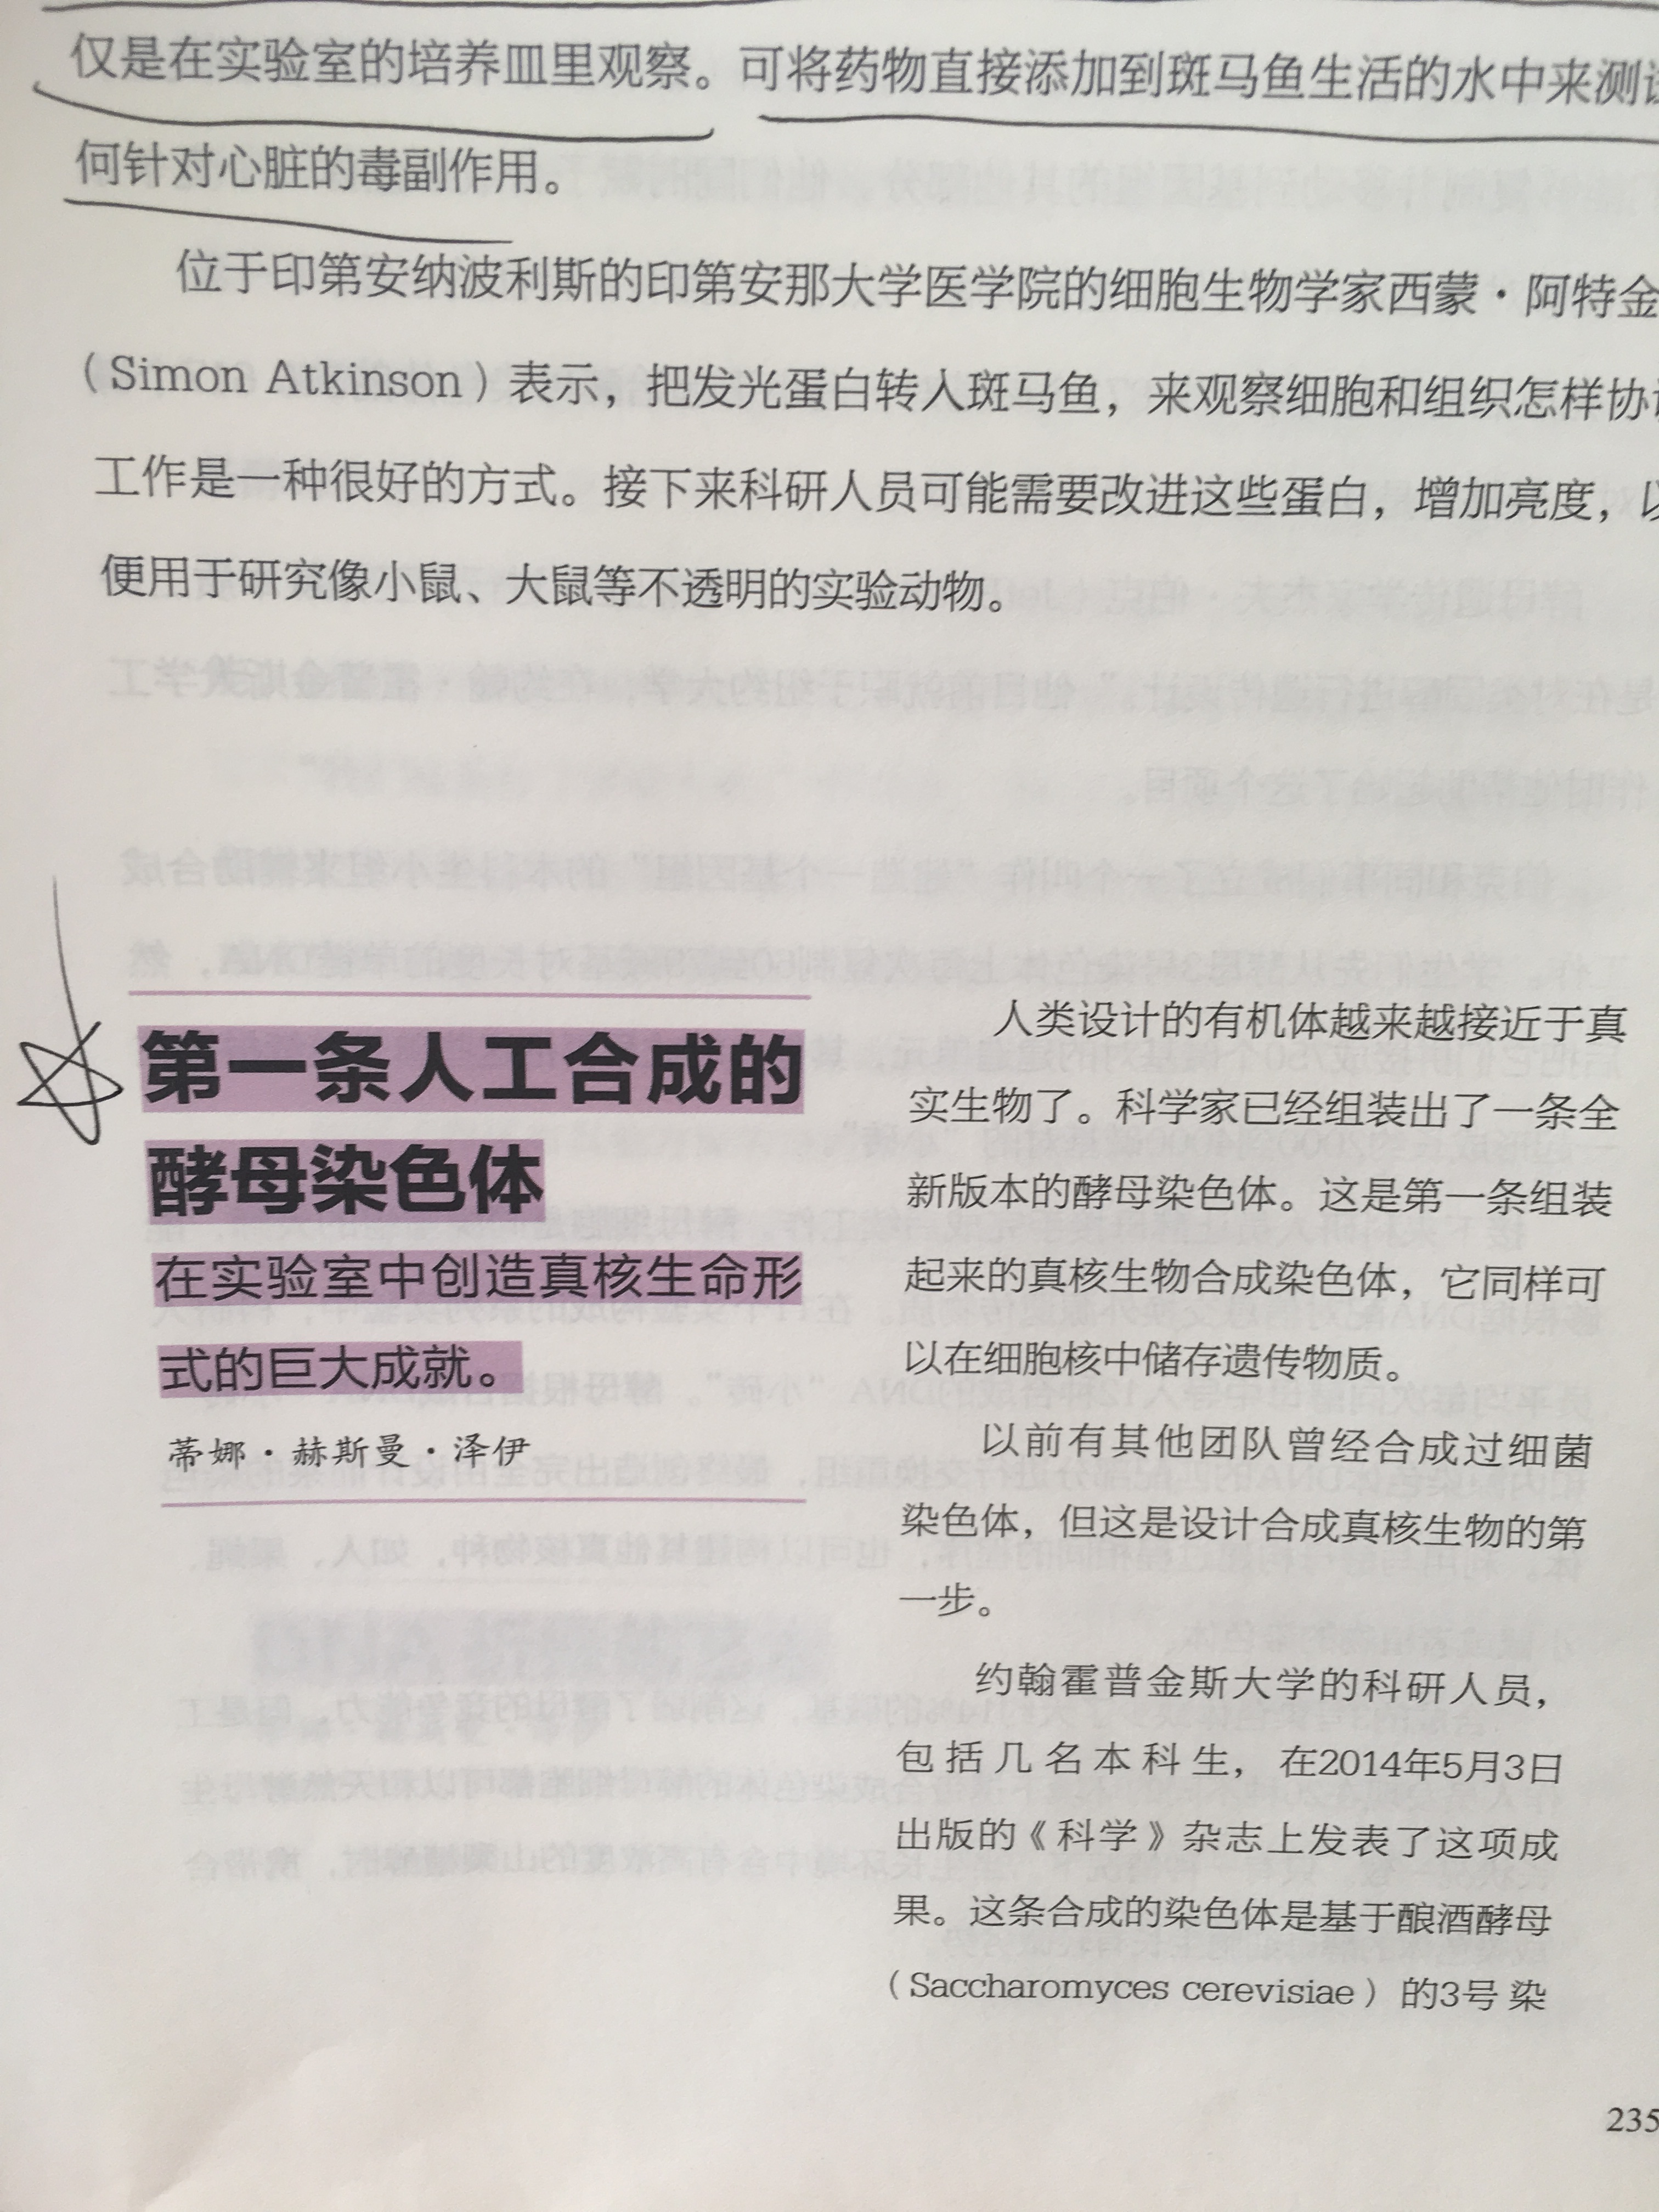 仅是在实验室的培养皿里观察。可将药物直接添加到斑马鱼生活的水中来测
何针对心脏的毒副作用。
位于印第安纳波利斯的印第安那大学医学院的细胞生物学家西蒙·阿特金
（Simon Atkinson）表示，把发光蛋白转入斑马鱼，来观察细胞和组织怎样协
工作是一种很好的方式。接下来科研人员可能需要改进这些蛋白，增加亮度，以
便用于研究像小鼠、大鼠等不透明的实验动物。
第一条人工合成的
酵母染色体
在实验室中创造真核生命形
式的巨大成就。
蒂娜·赫斯曼·泽伊
人类设计的有机体越来越接近于真
实生物了。科学家已经组装出了一条全
新版本的酵母染色体。这是第一条组装
起来的真核生物合成染色体，它同样可
以在细胞核中储存遗传物质。
以前有其他团队曾经合成过细菌
染色体，但这是设计合成真核生物的第
一步。
约翰霍普金斯大学的科研人员，
包括几名本科生，在2014年5月3日
出版的《科学》杂志上发表了这项成
果。这条合成的染色体是基于酿酒酵母
（Saccharomyces cerevisiae）的3号染
235